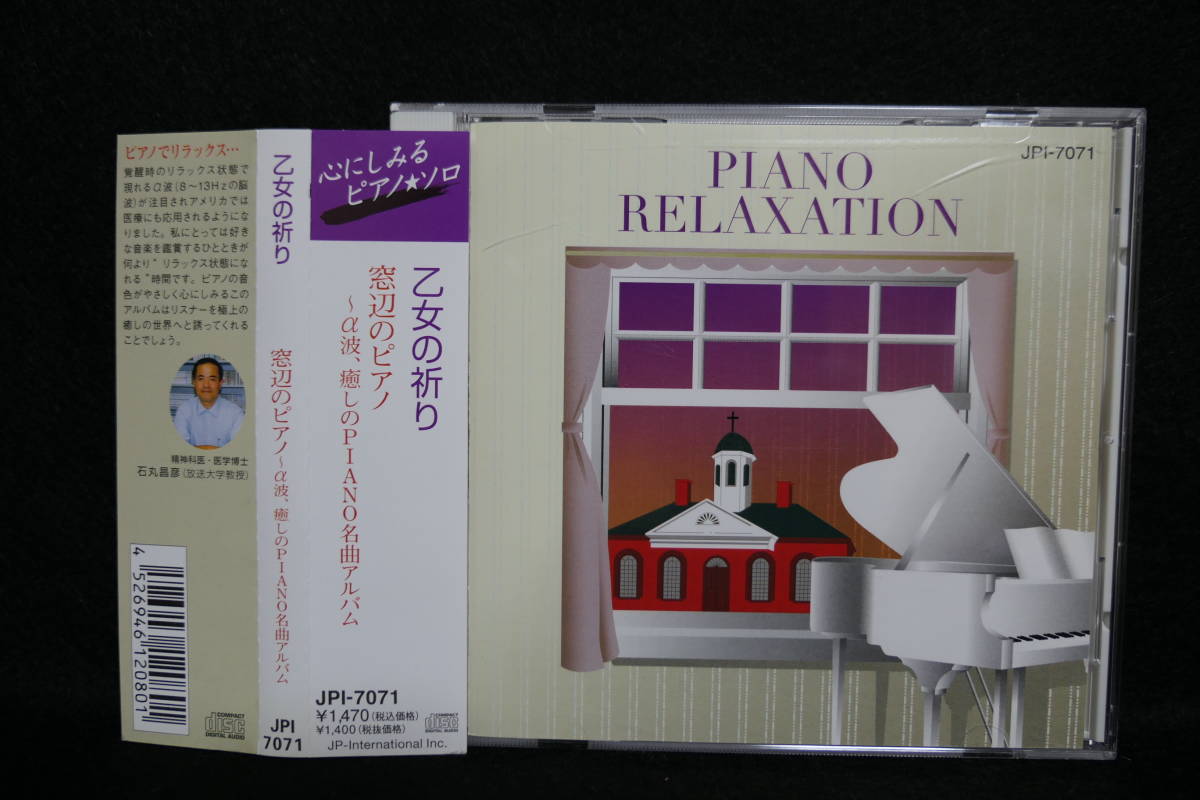 ピアノでリラックス…
覚醒時のリラックス状態で
現れるα波(8〜13Hzの脳
波)が注目されアメリカでは
医療にも応用されるようにな
りました。私にとっては好き
な音楽を鑑賞するひとときが
何より"リラックス状態にな
れる"時間です。ピアノの音
色がやさしく心にしみるこの
アルバムはリスナーを極上の
癒しの世界へと誘ってくれる
ことでしょう。
精神科医・医学博士
石丸昌彦(放送大学教授)
4 526946 120801
COMPACT
disc
DIGITAL AUDIO
乙女の祈り
窓辺のピアノ〜α波、癒しのPIANO名曲アルバム
JPI
7071
心にしみる
ピアノ★ソロ
乙女の祈り
窓辺のピアノ
〜α波、癒しのPIANO名曲アルバム
JPI-7071
¥1,470(税込価格)
¥1,400(税抜価格)
COMPACT
disc
DIGITAL AUDIO
JP-International Inc.
JPI-7071
PIANO
RELAXATION